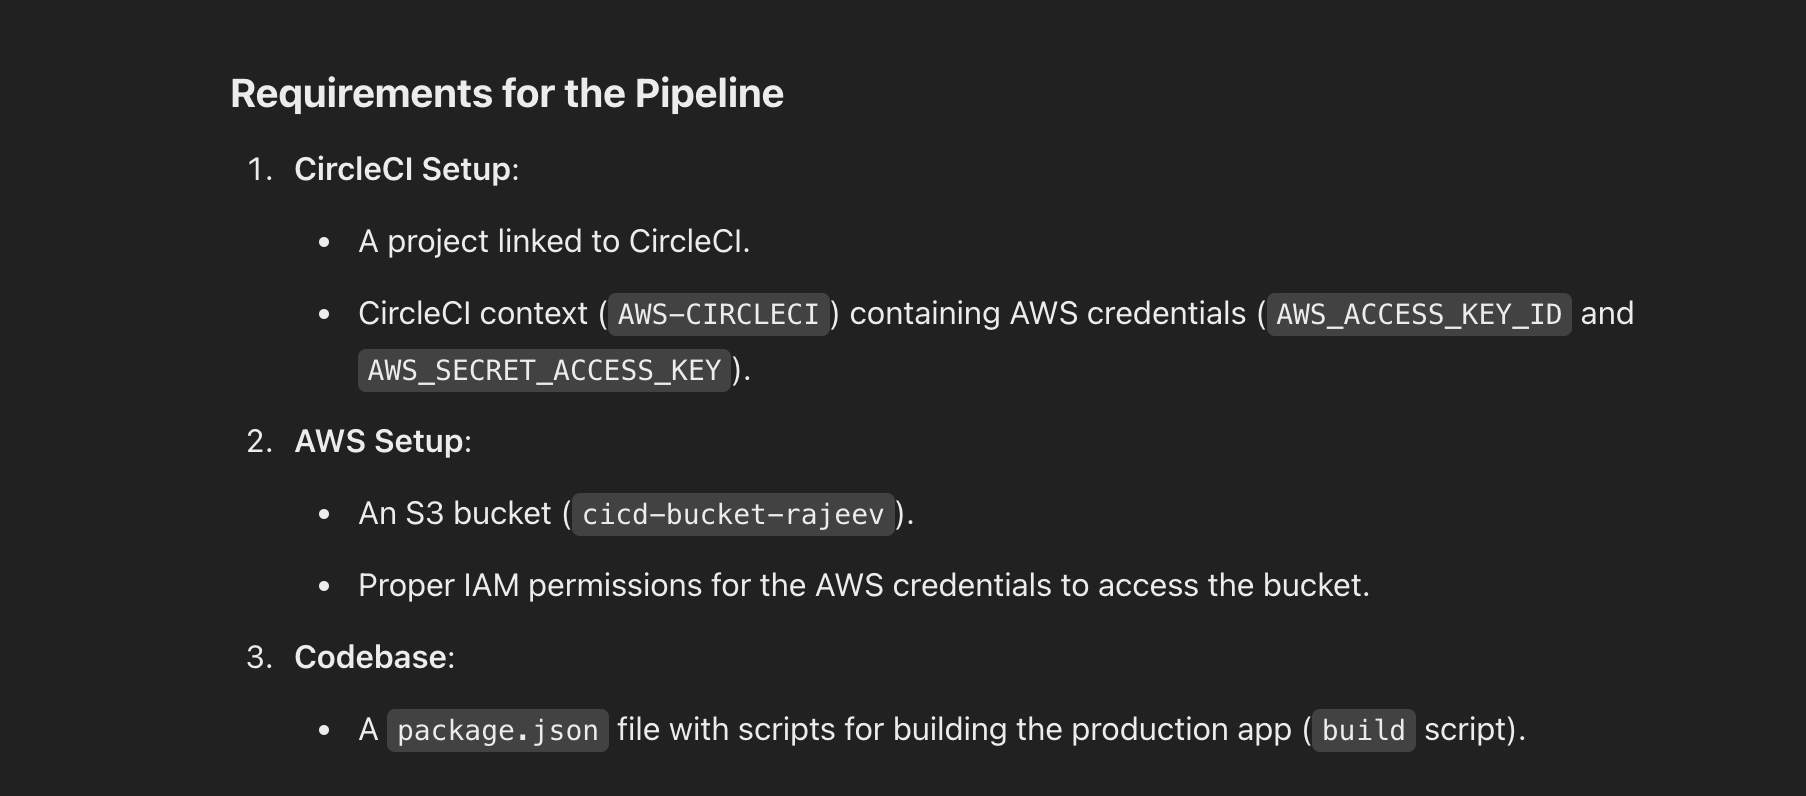 Requirements for the Pipeline
1. CircleCI Setup:
• A project linked to CircleCI.
• CircleCI context (AWS-CIRCLECI) containing AWS credentials (AWS_ACCESS_KEY_ID and
AWS_SECRET_ACCESS_KEY).
2. AWS Setup:
• An S3 bucket (cicd-bucket-rajeev).
• Proper IAM permissions for the AWS credentials to access the bucket.
3. Codebase:
• A package.json file with scripts for building the production app (build script).